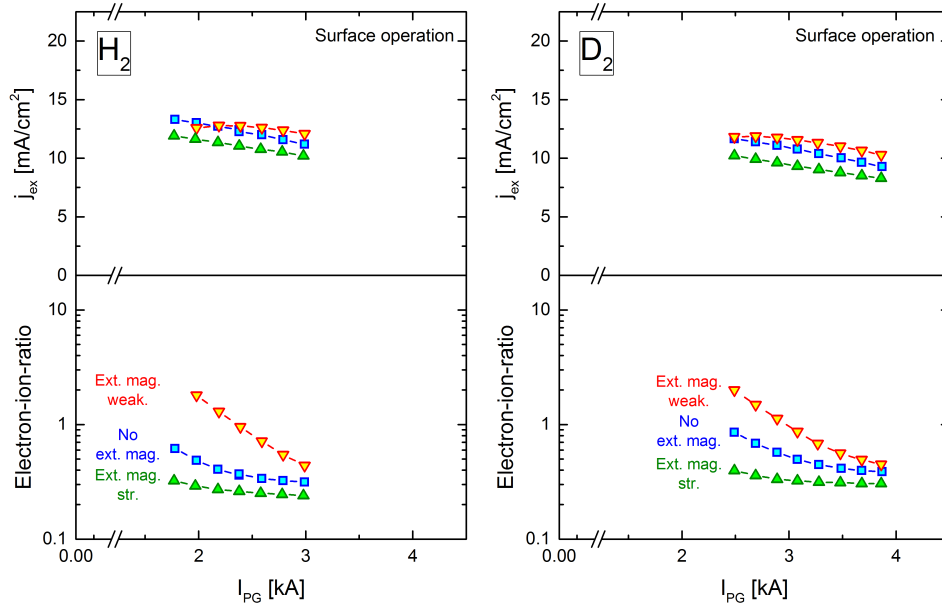 H2
Surface operation
20
15
10
5
0
jex [mA/cm2]
10
1
0.1
Electron-ion-ratio
Ext. mag.
weak.
No
ext. mag.
Ext. mag.
str.
0.00
2
3
4
IPG [kA]
D2
Surface operation
20
15
10
5
0
jex [mA/cm2]
10
1
0.1
Electron-ion-ratio
Ext. mag.
weak.
No
ext. mag.
Ext. mag.
str.
0.00
2
3
4
IPG [kA]